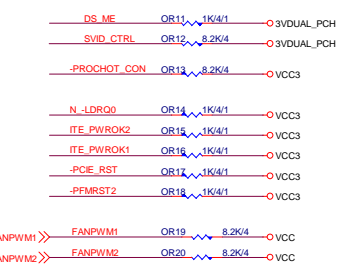 DS_ME OR11 1K/4/1 3VDUAL_PCH
SVID_CTRL OR12 8.2K/4 3VDUAL_PCH
-PROCHOT_CON OR13 8.2K/4 VCC3
N_-LDRQ0 OR14 1K/4/1 VCC3
ITE_PWROK2 OR15 1K/4/1 VCC3
ITE_PWROK1 OR16 1K/4/1 VCC3
-PCIE_RST OR17 1K/4/1 VCC3
-PFMRST2 OR18 1K/4/1 VCC3
ANPWM1 FANPWM1 OR19 8.2K/4 VCC
ANPWM2 FANPWM2 OR20 8.2K/4 VCC